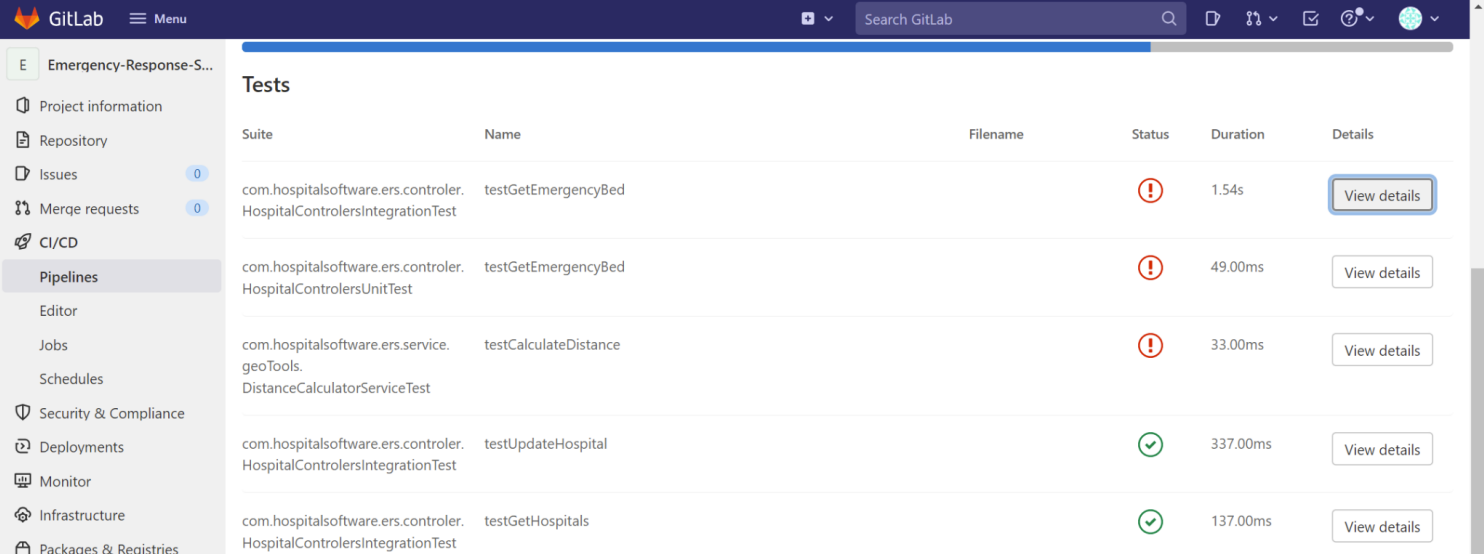 GitLab
Menu
Search GitLab
E
Emergency-Response-S...
Project information
Repository
Issues
0
Merge requests
0
CI/CD
Pipelines
Editor
Jobs
Schedules
Security & Compliance
Deployments
Monitor
Infrastructure
Packages & Registries
Tests
Suite Name Filename Status Duration Details
com.hospitalsoftware.ers.controler. testGetEmergencyBed 1.54s View details
HospitalControlersIntegrationTest
com.hospitalsoftware.ers.controler. testGetEmergencyBed 49.00ms View details
HospitalControlersUnitTest
com.hospitalsoftware.ers.service. testCalculateDistance 33.00ms View details
geoTools.
DistanceCalculatorServiceTest
com.hospitalsoftware.ers.controler. testUpdateHospital 337.00ms View details
HospitalControlersIntegrationTest
com.hospitalsoftware.ers.controler. testGetHospitals 137.00ms View details
HospitalControlersIntegrationTest